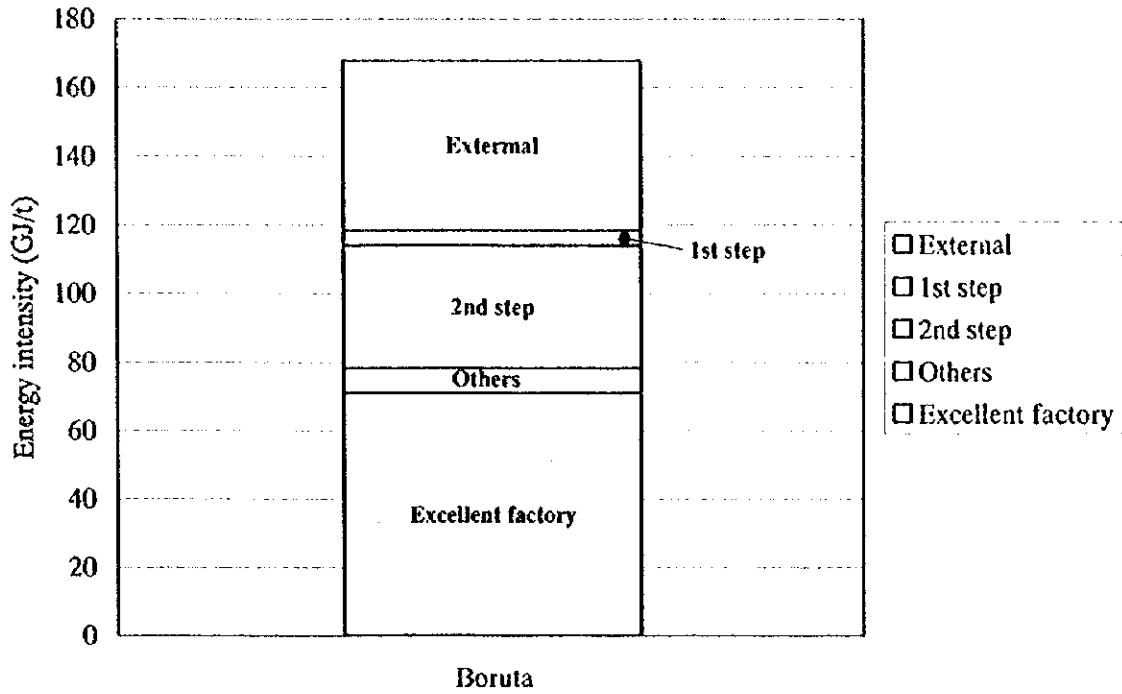 180
160
140
120
100
80
60
40
20
0
Energy intensity (GJ/t)
Extermal
1st step
2nd step
Others
Excellent factory
Boruta
External
1st step
2nd step
Others
Excellent factory